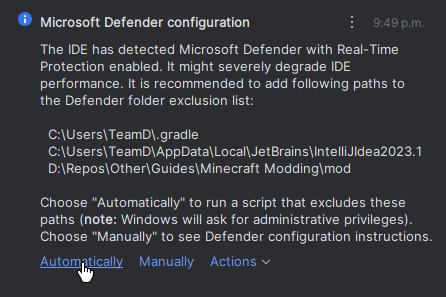 Microsoft Defender configuration
9:49 p.m.
The IDE has detected Microsoft Defender with Real-Time
Protection enabled. It might severely degrade IDE
performance. It is recommended to add following paths to
the Defender folder exclusion list:
C:\Users\TeamD\.gradle
C:\Users\TeamD\AppData\Local\JetBrains\IntelliJIdea2023.1
D:\Repos\Other\Guides\Minecraft Modding\mod
Choose "Automatically" to run a script that excludes these
paths (note: Windows will ask for administrative privileges).
Choose "Manually" to see Defender configuration instructions.
Automatically Manually Actions